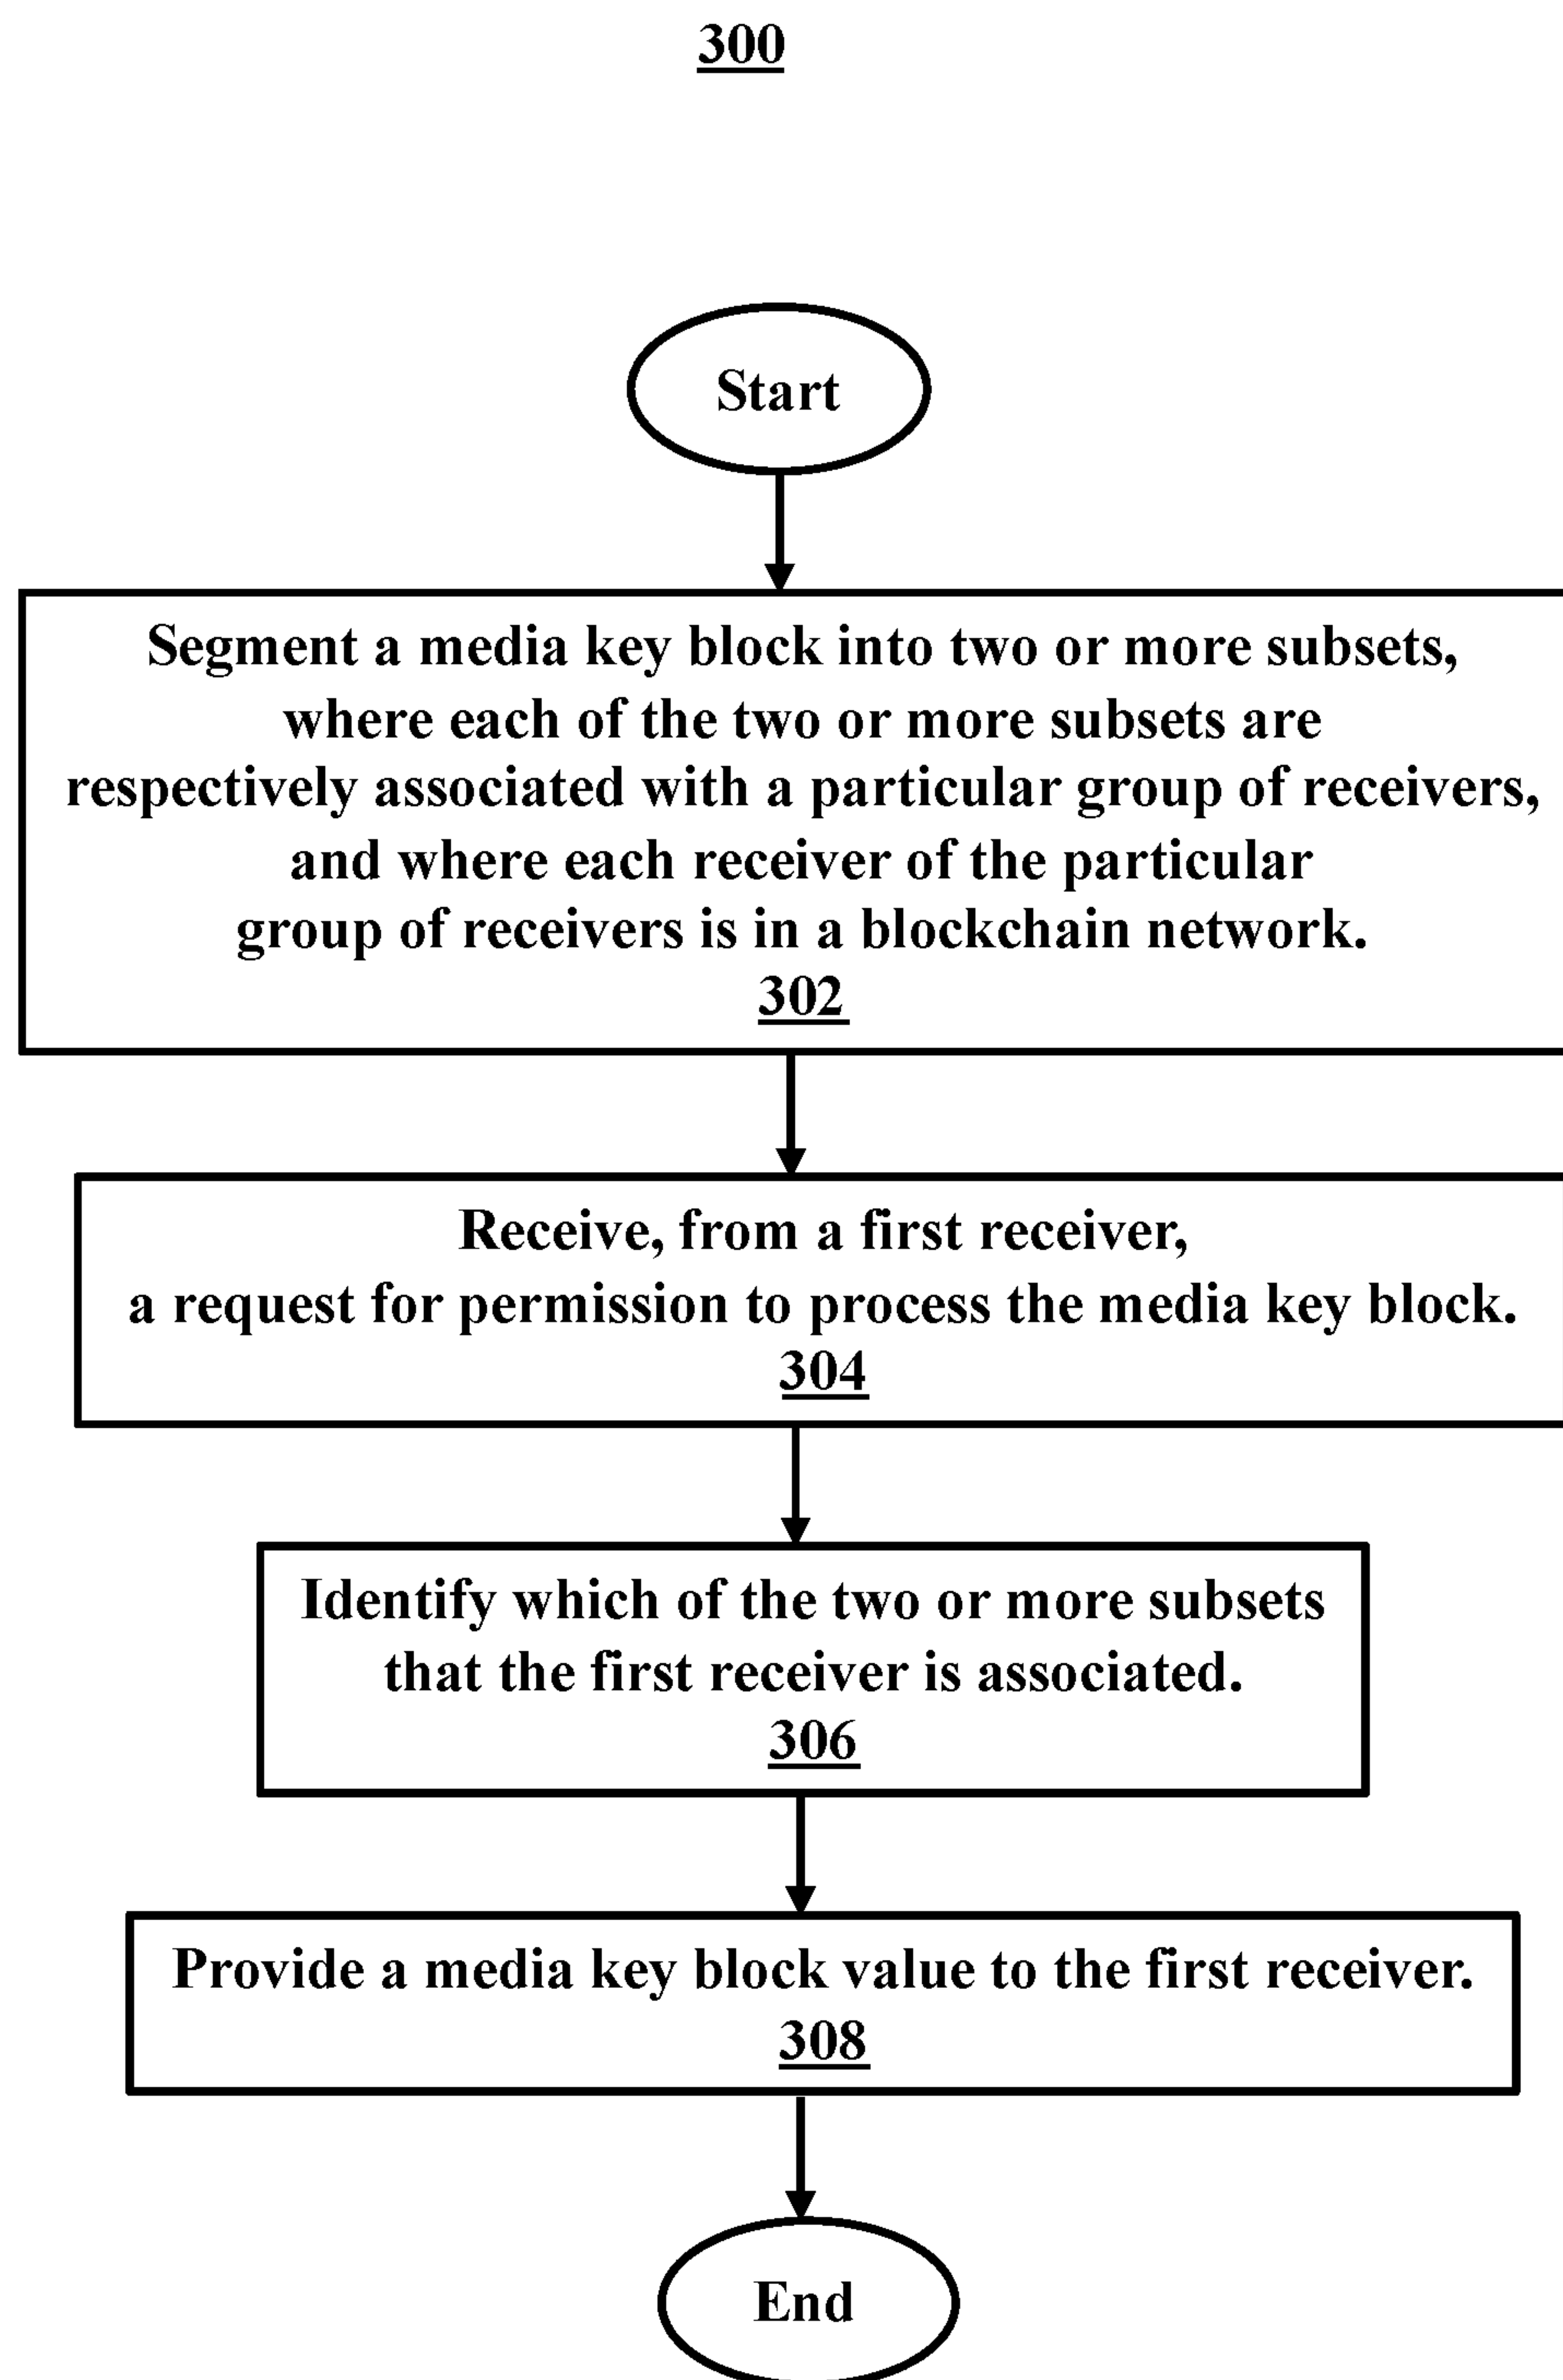 300
Start
Segment a media key block into two or more subsets,
where each of the two or more subsets are
respectively associated with a particular group of receivers,
and where each receiver of the particular
group of receivers is in a blockchain network.
302
Receive, from a first receiver,
a request for permission to process the media key block.
304
Identify which of the two or more subsets
that the first receiver is associated.
306
Provide a media key block value to the first receiver.
308
End